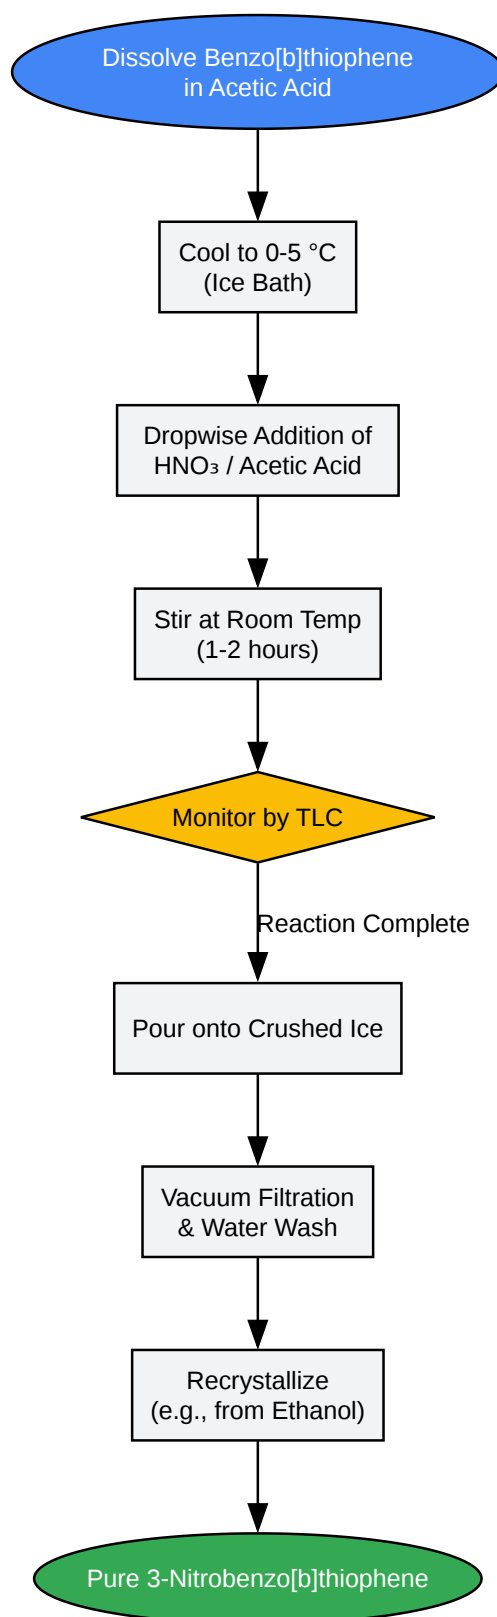 Dissolve Benzo[b]thiophene
in Acetic Acid
Cool to 0-5 °C
(Ice Bath)
Dropwise Addition of
HNO₃ / Acetic Acid
Stir at Room Temp
(1-2 hours)
Monitor by TLC
Reaction Complete
Pour onto Crushed Ice
Vacuum Filtration
& Water Wash
Recrystallize
(e.g., from Ethanol)
Pure 3-Nitrobenzo[b]thiophene